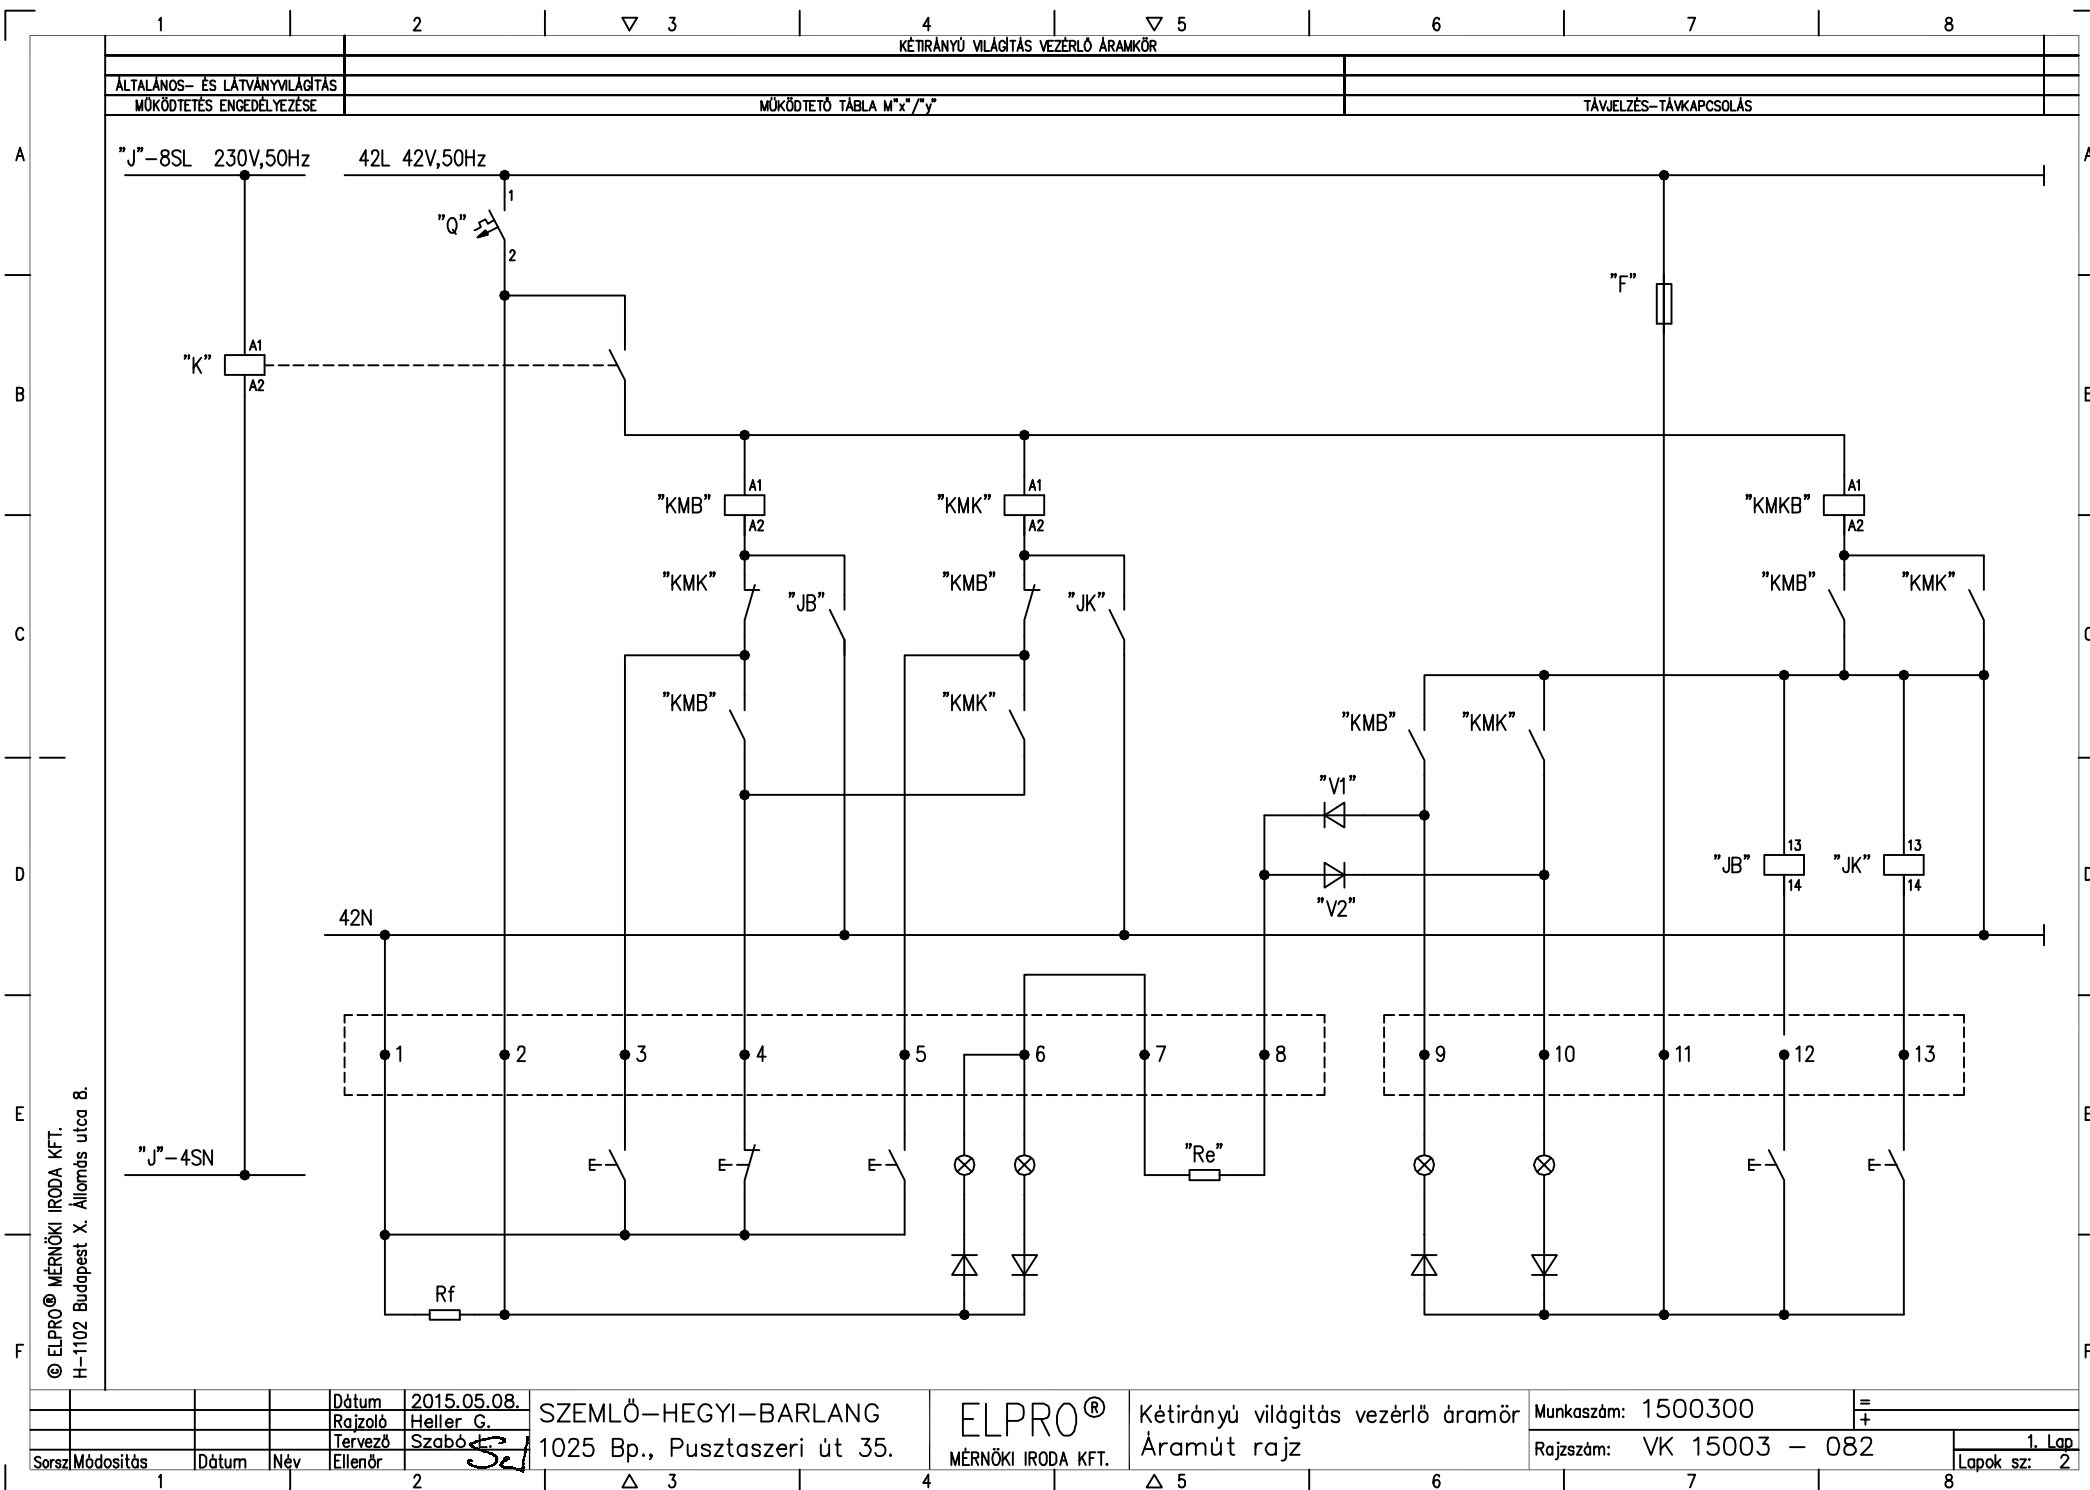 1 2 3 4 5 6 7 8
KÉTIRÁNYÚ VILÁGÍTÁS VEZÉRLŐ ÁRAMKÖR
ÁLTALÁNOS- ÉS LÁTVÁNYVILÁGÍTÁS
MŰKÖDTETÉS ENGEDÉLYEZÉSE MŰKÖDTETŐ TÁBLA M"x"/"y" TÁVJELZÉS-TÁVKAPCSOLÁS
A A
"J"-8SL 230V,50Hz 42L 42V,50Hz
1
"Q"
2
"F"
"K" A1
A2
B B
"KMB" A1 "KMK" A1 "KMKB" A1
A2 A2 A2
"KMK" "KMB" "KMB" "KMK"
"JB" "JK"
C C
"KMB" "KMK" "KMB" "KMK"
"V1"
13 13
"JB" "JK"
14 14
D D
"V2"
42N
1 2 3 4 5 6 7 8 9 10 11 12 13
E E
"J"-4SN "Re"
Rf
F F
© ELPRO® MÉRNÖKI IRODA KFT.
H-1102 Budapest X. Állomás utca 8.
Dátum 2015.05.08.
Rajzoló Heller G.
Tervező Szabó L.
Sorsz Módosítás Dátum Név Ellenőr
SZEMLŐ-HEGYI-BARLANG
1025 Bp., Pusztaszeri út 35.
ELPRO®
MÉRNÖKI IRODA KFT.
Kétirányú világítás vezérlő áramör
Áramút rajz
Munkaszám: 1500300
=
+
Rajzszám: VK 15003 - 082
1. Lap
Lapok sz: 2
1 2 3 4 5 6 7 8